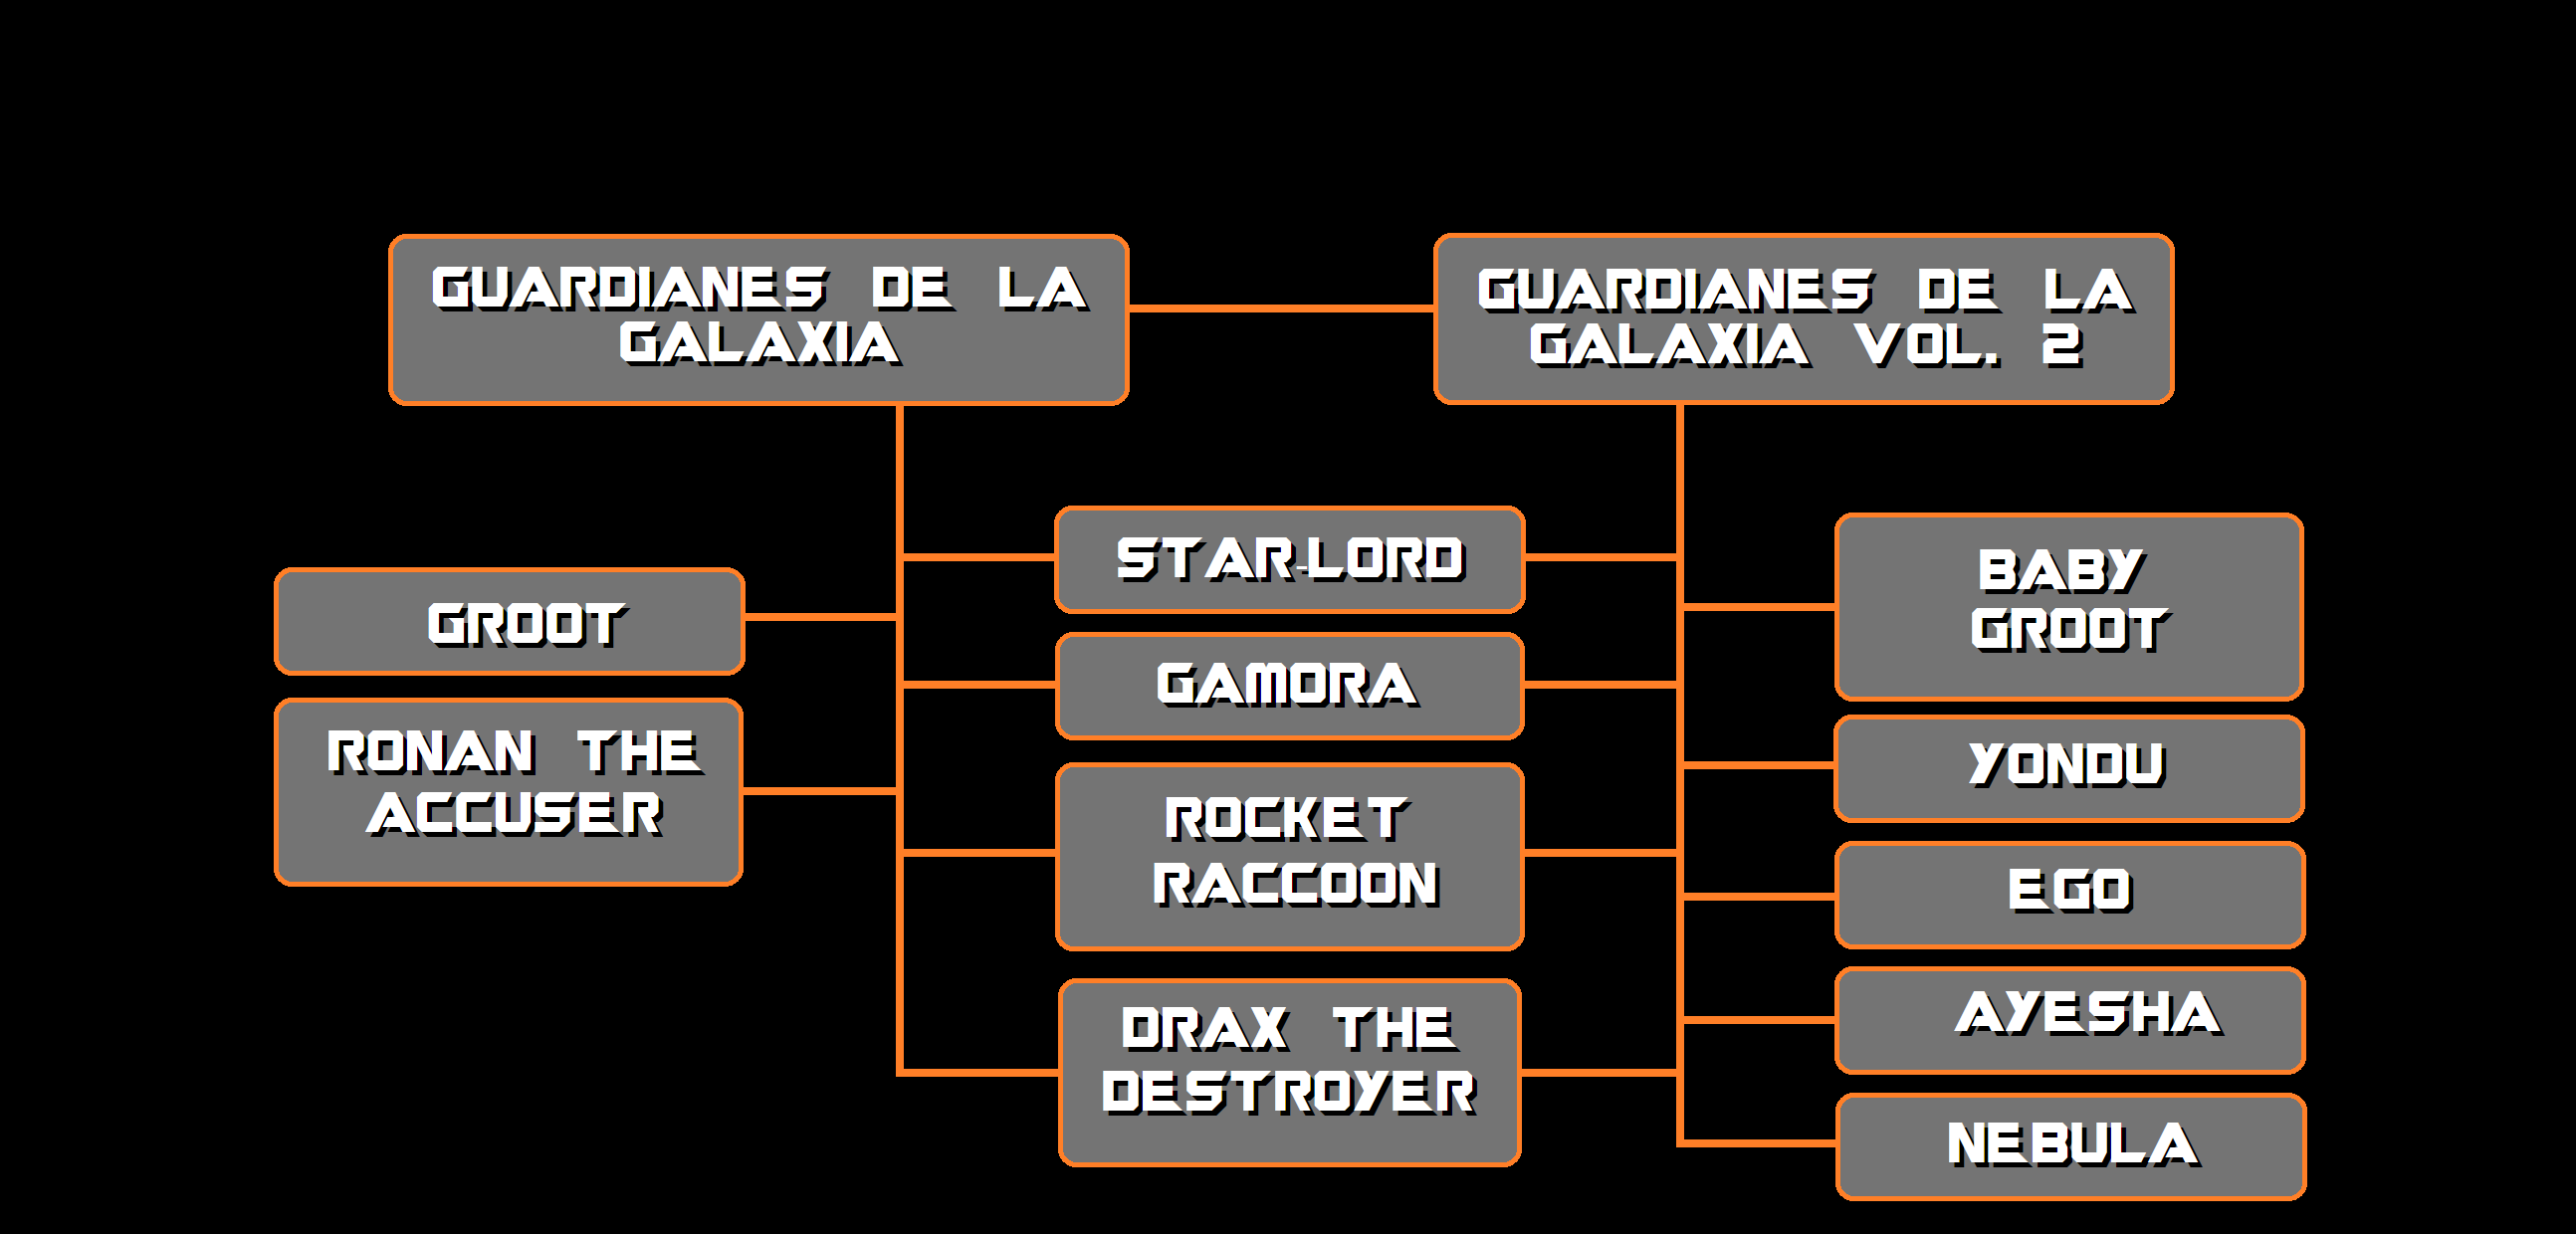 GUARDIANES DE LA
GALAXIA
GUARDIANES DE LA
GALAXIA VOL. 2
GROOT
RONAN THE
ACCUSER
STAR-LORD
GAMORA
ROCKET
RACCOON
DRAX THE
DESTROYER
BABY
GROOT
YONDU
EGO
AYESHA
NEBULA